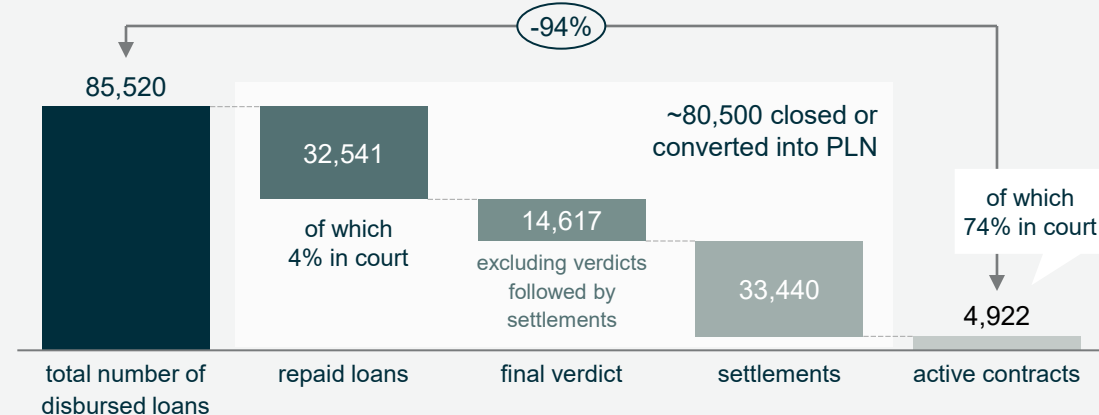 -94%
85,520
~80,500 closed or
converted into PLN
32,541
of which
4% in court
14,617
excluding verdicts
followed by
settlements
33,440
of which
74% in court
4,922
total number of
disbursed loans
repaid loans
final verdict
settlements
active contracts